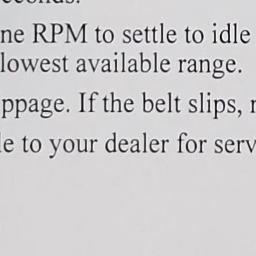 ne RPM to settle to idle
lowest available range.
ppage. If the belt slips,
le to your dealer for serv